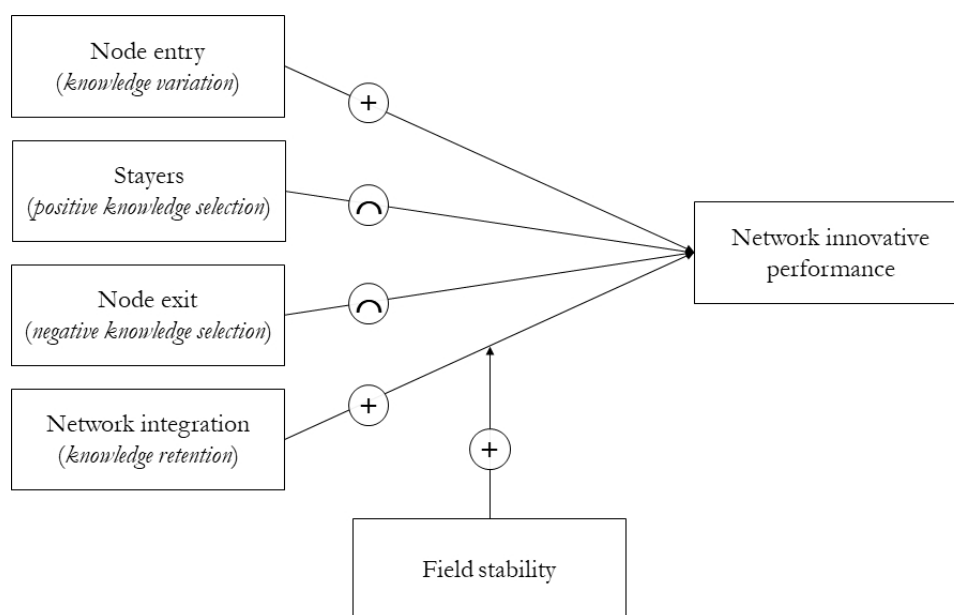 Node entry
(knowledge variation)
+
Stayers
(positive knowledge selection)
Network innovative
performance
Node exit
(negative knowledge selection)
+
Network integration
(knowledge retention)
+
Field stability